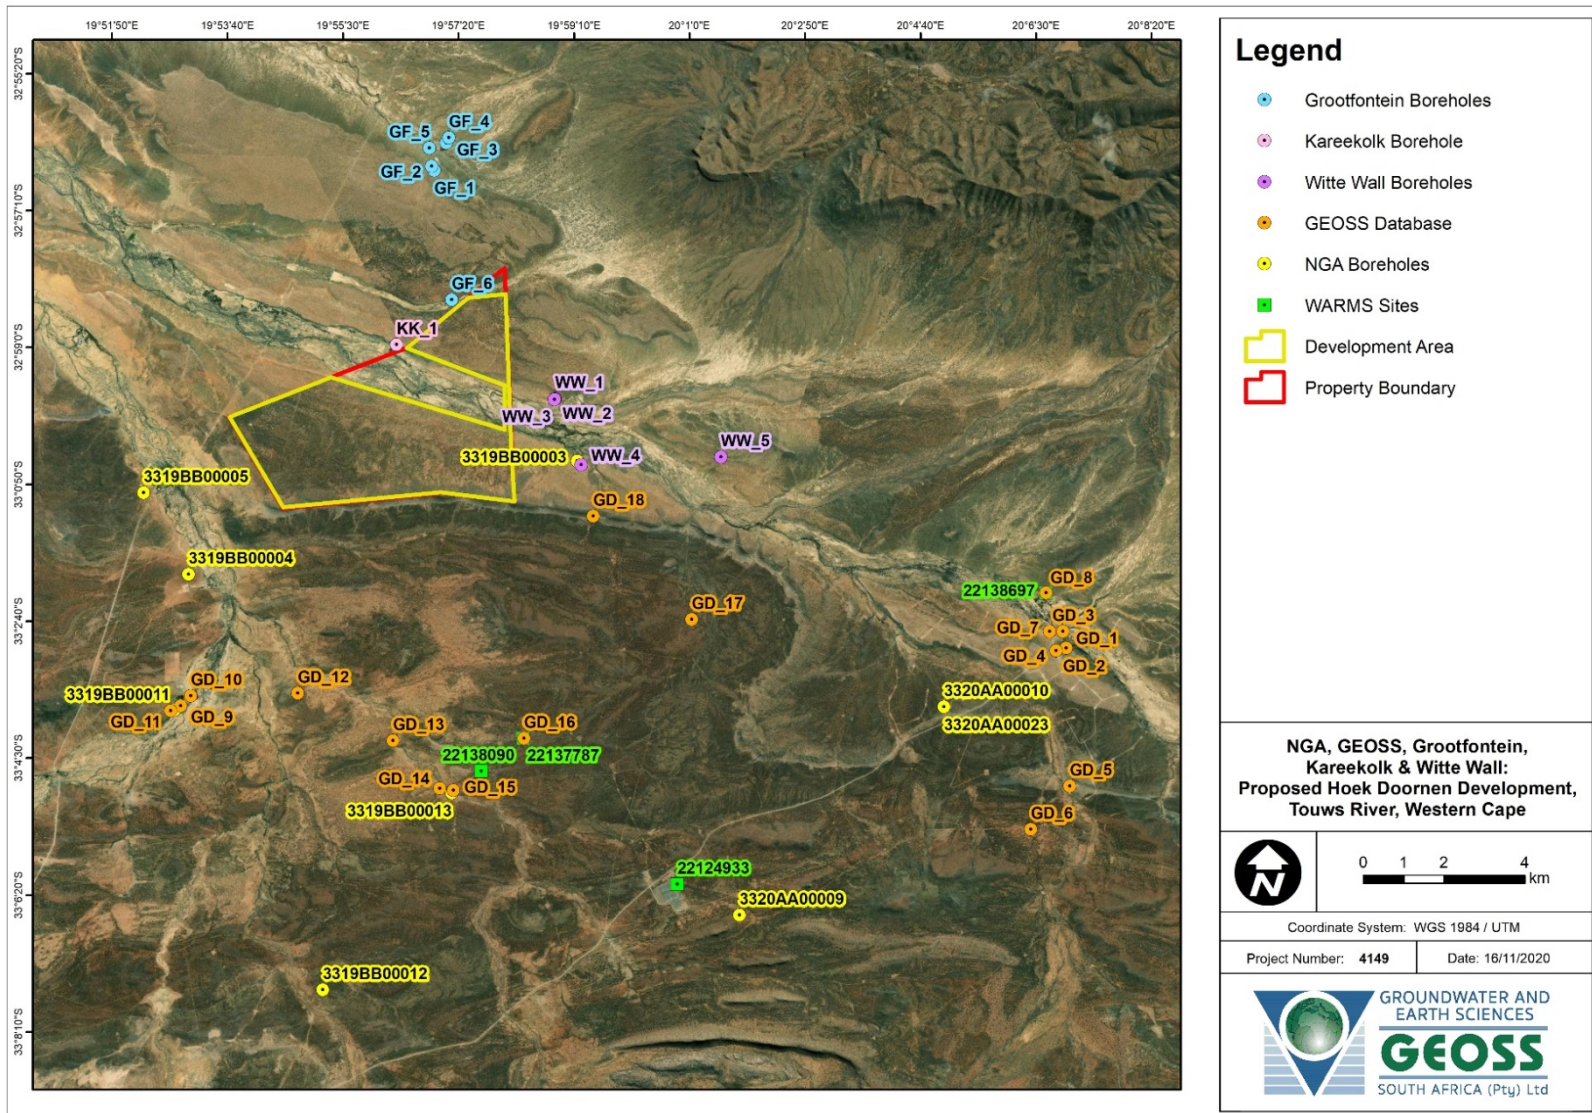 19°51'50"E 19°53'40"E 19°55'30"E 19°57'20"E 19°59'10"E 20°1'0"E 20°2'50"E 20°4'40"E 20°6'30"E 20°8'20"E
32°55'20"S
32°57'10"S
32°59'0"S
33°0'50"S
33°2'40"S
33°4'30"S
33°6'20"S
33°8'10"S
GF_4
GF_5
GF_3
GF_2
GF_1
GF_6
KK_1
WW_1
WW_3
WW_2
3319BB00003
WW_4
WW_5
3319BB00005
GD_18
3319BB00004
GD_8
22138697
GD_17
GD_3
GD_7
GD_1
GD_4
GD_2
GD_10
GD_12
3319BB00011
GD_11
GD_9
3320AA00010
3320AA00023
GD_13
GD_16
22138090
22137787
GD_14
GD_15
GD_5
3319BB00013
GD_6
22124933
3320AA00009
3319BB00012
Legend
Grootfontein Boreholes
Kareekolk Borehole
Witte Wall Boreholes
GEOSS Database
NGA Boreholes
WARMS Sites
Development Area
Property Boundary
NGA, GEOSS, Grootfontein,
Kareekolk & Witte Wall:
Proposed Hoek Doornen Development,
Touws River, Western Cape
N
0 1 2 4
km
Coordinate System: WGS 1984 / UTM
Project Number: 4149 Date: 16/11/2020
GROUNDWATER AND
EARTH SCIENCES
GEOSS
SOUTH AFRICA (Pty) Ltd